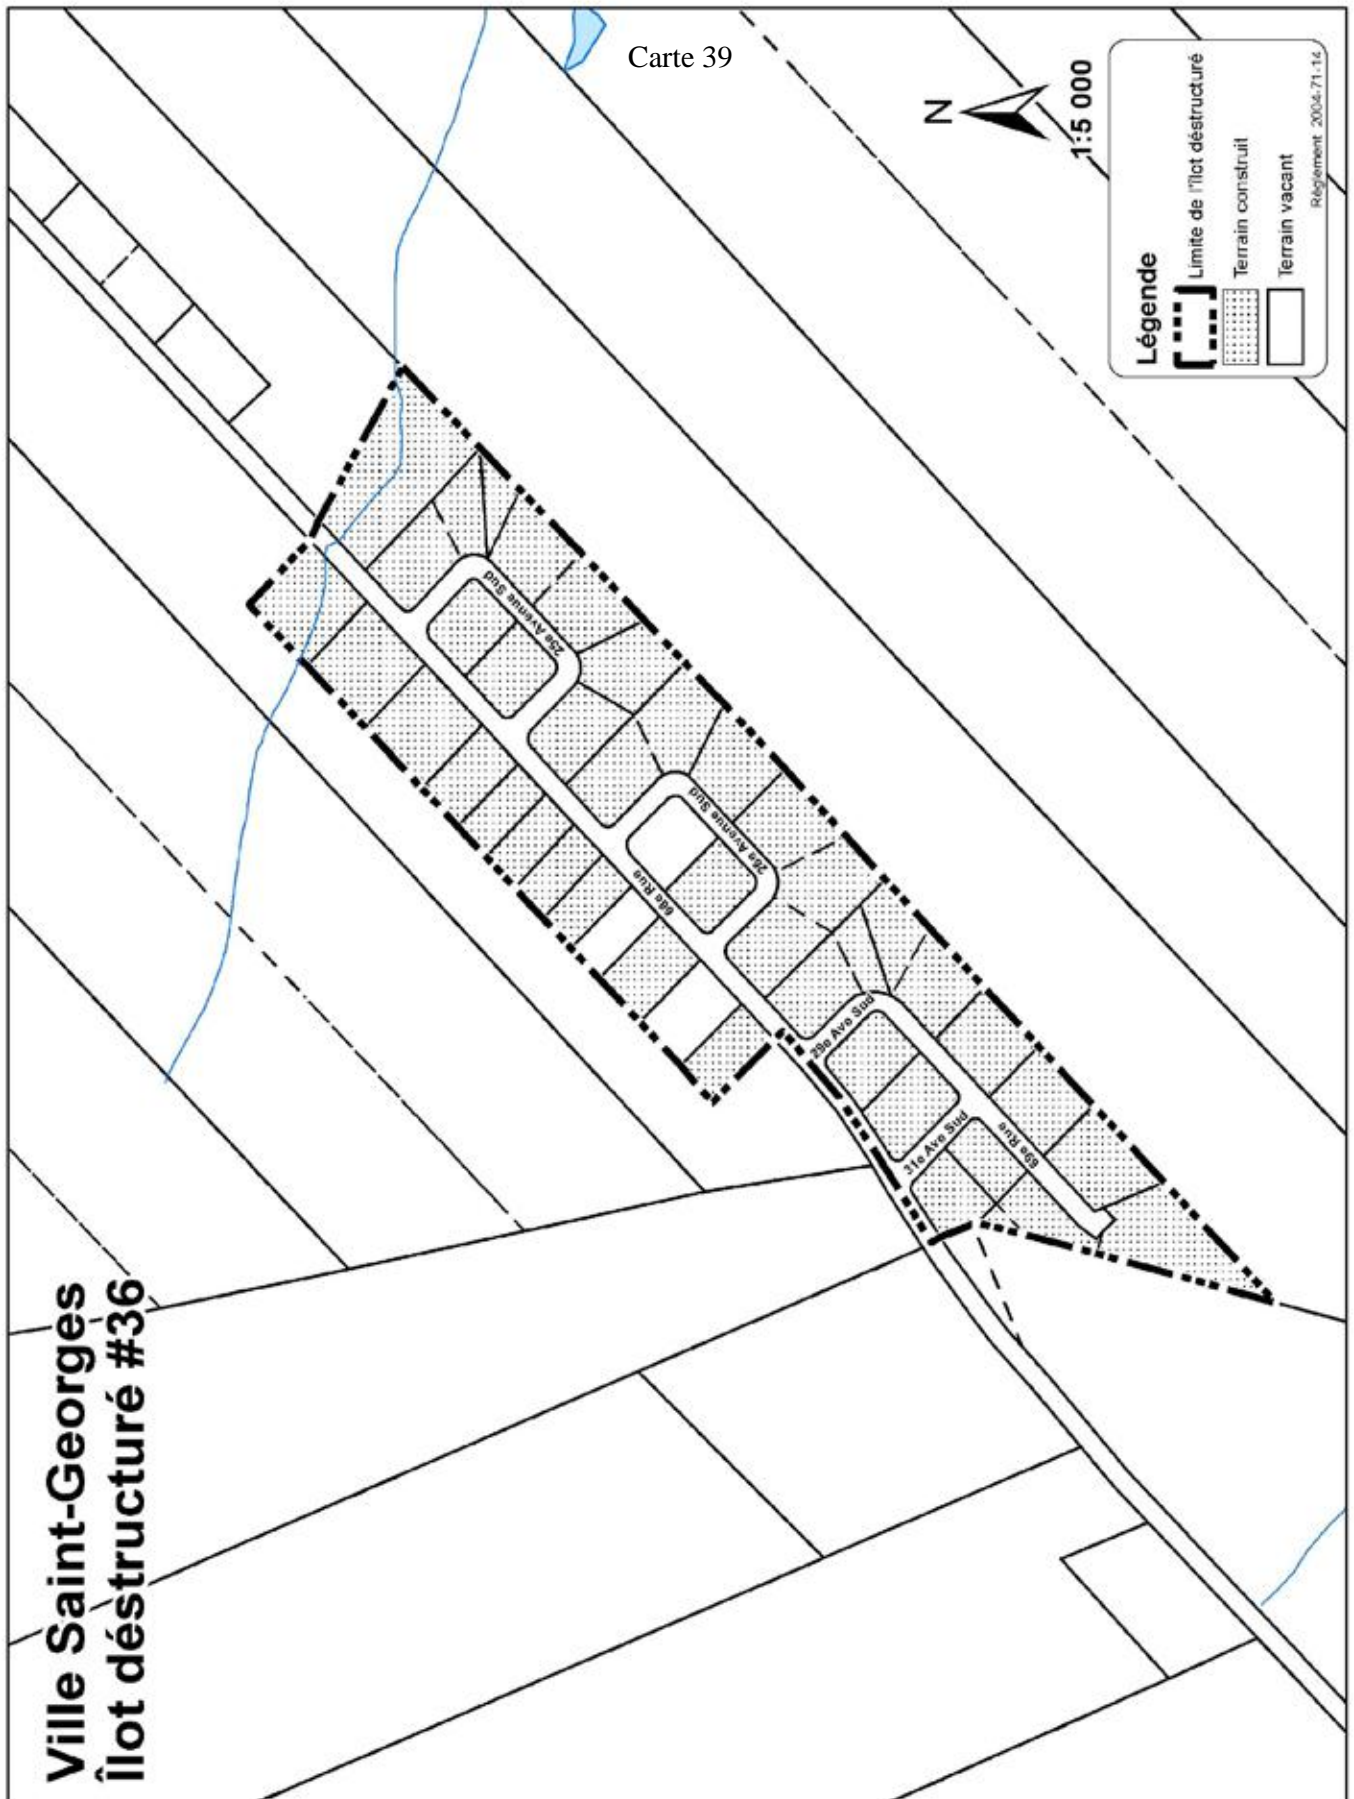 Carte 39
Ville Saint-Georges
Îlot déstructuré #36
N
1:5 000
Légende
Limite de l'îlot déstructuré
Terrain construit
Terrain vacant
Règlement 2004-71-14
25e Avenue Sud
26e Avenue Sud
66e Rue
29e Ave Sud
31e Ave Sud
69e Rue